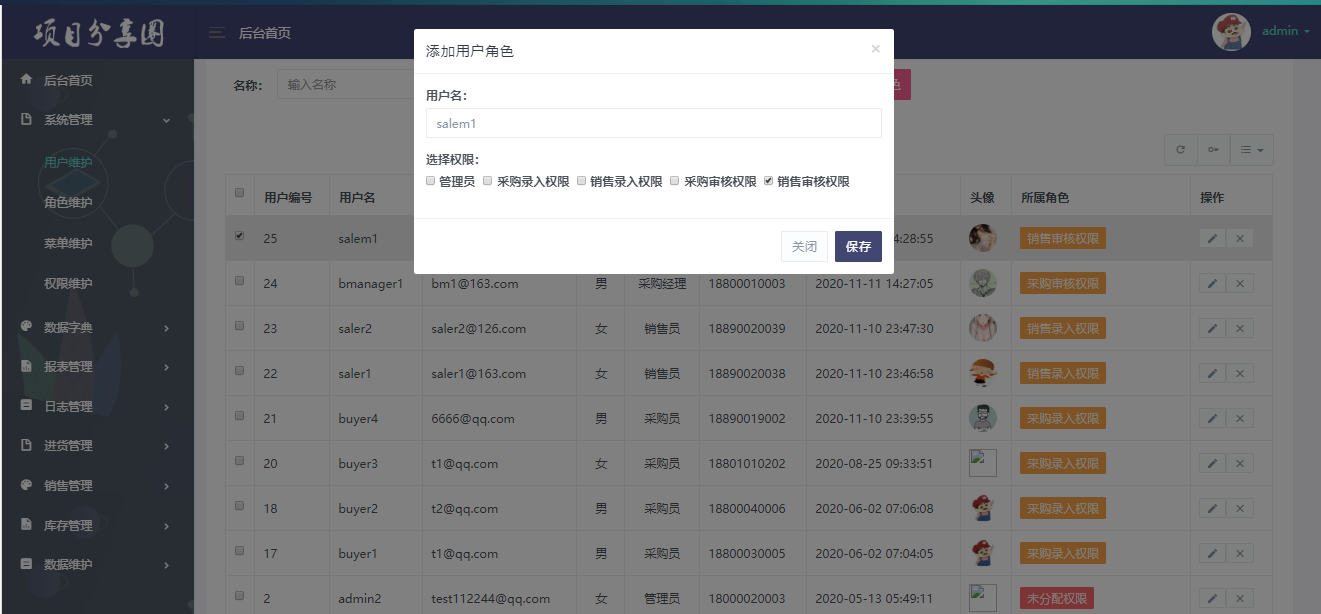 项目分享圈
后台首页
admin
后台首页
系统管理
用户维护
角色维护
菜单维护
权限维护
数据字典
报表管理
日志管理
进货管理
销售管理
库存管理
数据维护
名称： 输入名称
色
添加用户角色 ×
用户名：
salem1
选择权限：
管理员 采购录入权限 销售录入权限 采购审核权限 销售审核权限
关闭 保存
用户编号 用户名 头像 所属角色 操作
25 salem1 4:28:55 销售审核权限
24 bmanager1 bm1@163.com 男 采购经理 18800010003 2020-11-11 14:27:05 采购审核权限
23 saler2 saler2@126.com 女 销售员 18890020039 2020-11-10 23:47:30 销售录入权限
22 saler1 saler1@163.com 女 销售员 18890020038 2020-11-10 23:46:58 销售录入权限
21 buyer4 6666@qq.com 男 采购员 18890019002 2020-11-10 23:39:55 采购录入权限
20 buyer3 t1@qq.com 女 采购员 18801010202 2020-08-25 09:33:51 采购录入权限
18 buyer2 t2@qq.com 男 采购员 18800040006 2020-06-02 07:06:08 采购录入权限
17 buyer1 t1@qq.com 男 采购员 18800030005 2020-06-02 07:04:05 采购录入权限
2 admin2 test112244@qq.com 女 管理员 18000020003 2020-05-13 05:49:11 未分配权限